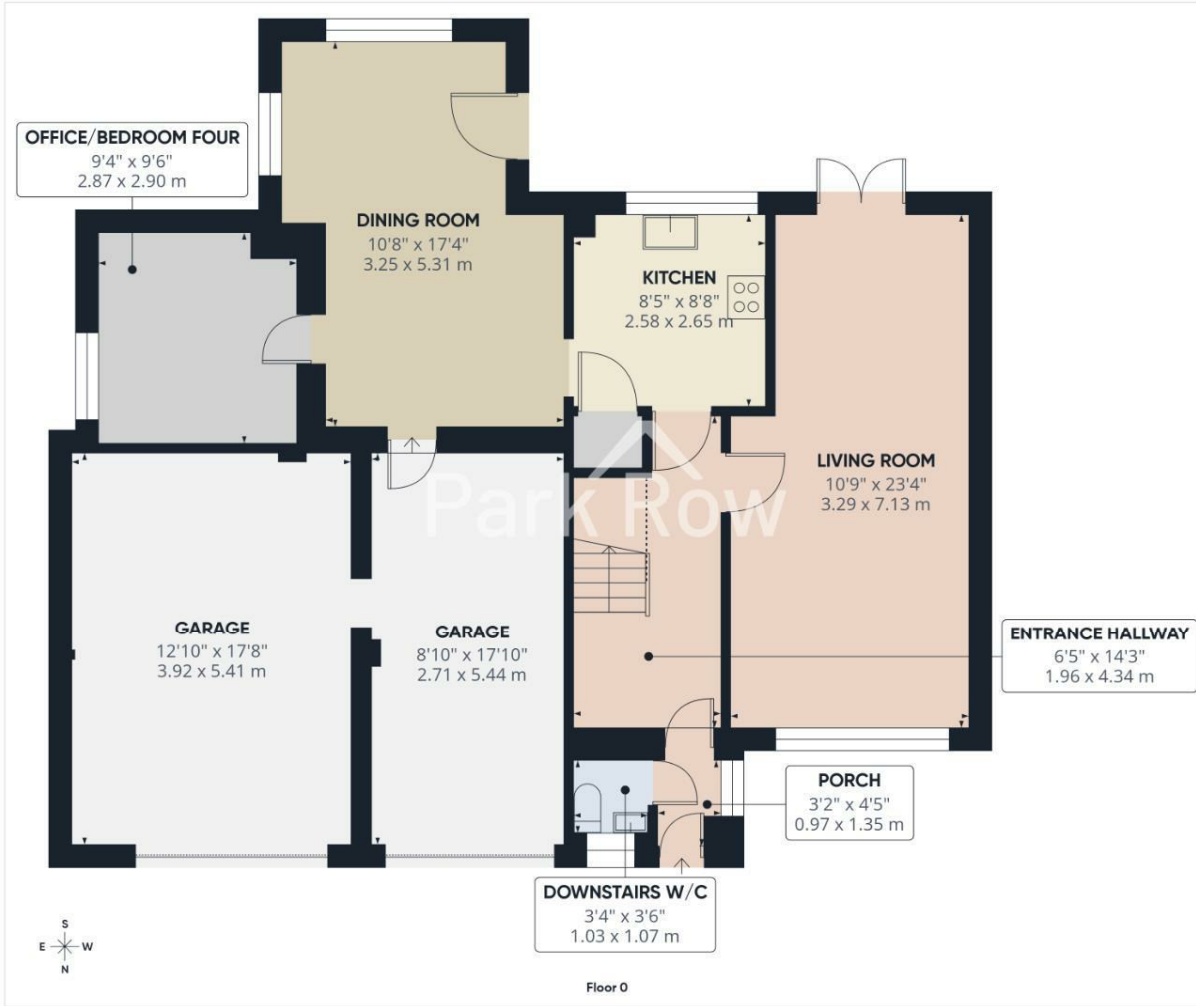 OFFICE/BEDROOM FOUR
9'4" x 9'6"
2.87 x 2.90 m
DINING ROOM
10'8" x 17'4"
3.25 x 5.31 m
KITCHEN
8'5" x 8'8"
2.58 x 2.65 m
LIVING ROOM
10'9" x 23'4"
3.29 x 7.13 m
Park Row
GARAGE
12'10" x 17'8"
3.92 x 5.41 m
GARAGE
8'10" x 17'10"
2.71 x 5.44 m
ENTRANCE HALLWAY
6'5" x 14'3"
1.96 x 4.34 m
PORCH
3'2" x 4'5"
0.97 x 1.35 m
DOWNSTAIRS W/C
3'4" x 3'6"
1.03 x 1.07 m
S
E W
N
Floor 0